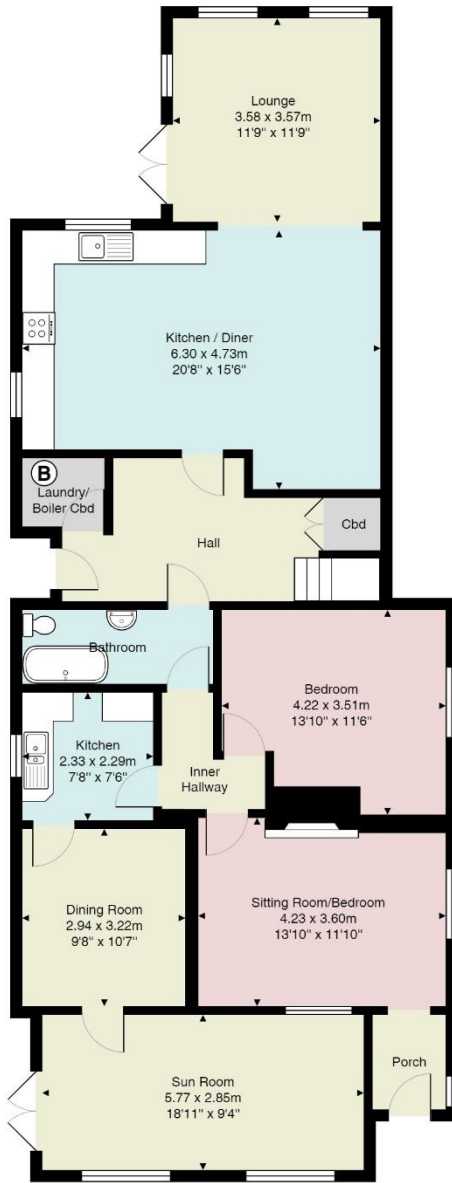 Lounge
3.58 x 3.57m
11'9" x 11'9"
Kitchen / Diner
6.30 x 4.73m
20'8" x 15'6"
B
Laundry/
Boiler Cbd
Hall
Cbd
Bathroom
Bedroom
4.22 x 3.51m
13'10" x 11'6"
Kitchen
2.33 x 2.29m
7'8" x 7'6"
Inner
Hallway
Dining Room
2.94 x 3.22m
9'8" x 10'7"
Sitting Room/Bedroom
4.23 x 3.60m
13'10" x 11'10"
Porch
Sun Room
5.77 x 2.85m
18'11" x 9'4"